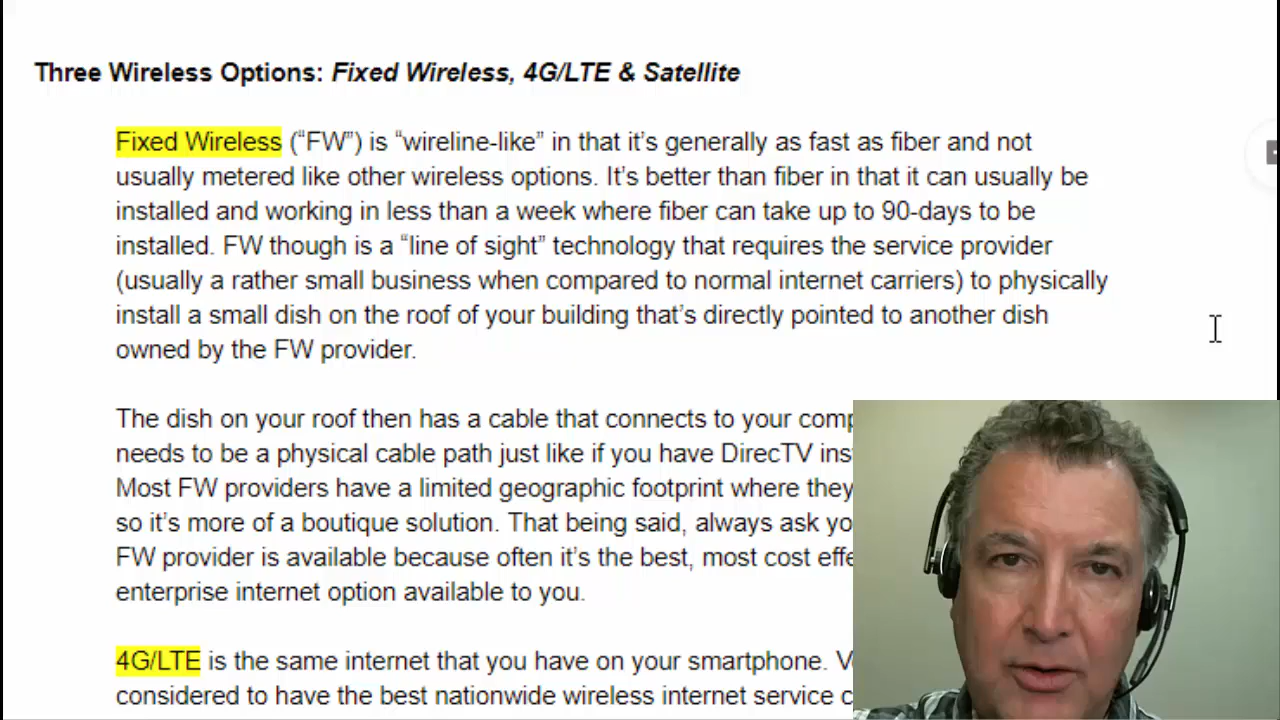 Three Wireless Options: Fixed Wireless, 4G/LTE & Satellite
Fixed Wireless (“FW”) is “wireline-like” in that it’s generally as fast as fiber and not
usually metered like other wireless options. It’s better than fiber in that it can usually be
installed and working in less than a week where fiber can take up to 90-days to be
installed. FW though is a “line of sight” technology that requires the service provider
(usually a rather small business when compared to normal internet carriers) to physically
install a small dish on the roof of your building that’s directly pointed to another dish
owned by the FW provider.
The dish on your roof then has a cable that connects to your
needs to be a physical cable path just like if you have DirecTV
Most FW providers have a limited geographic footprint where they
so it’s more of a boutique solution. That being said, always ask
FW provider is available because often it’s the best, most cost
enterprise internet option available to you.
4G/LTE is the same internet that you have on your smartphone.
considered to have the best nationwide wireless internet service